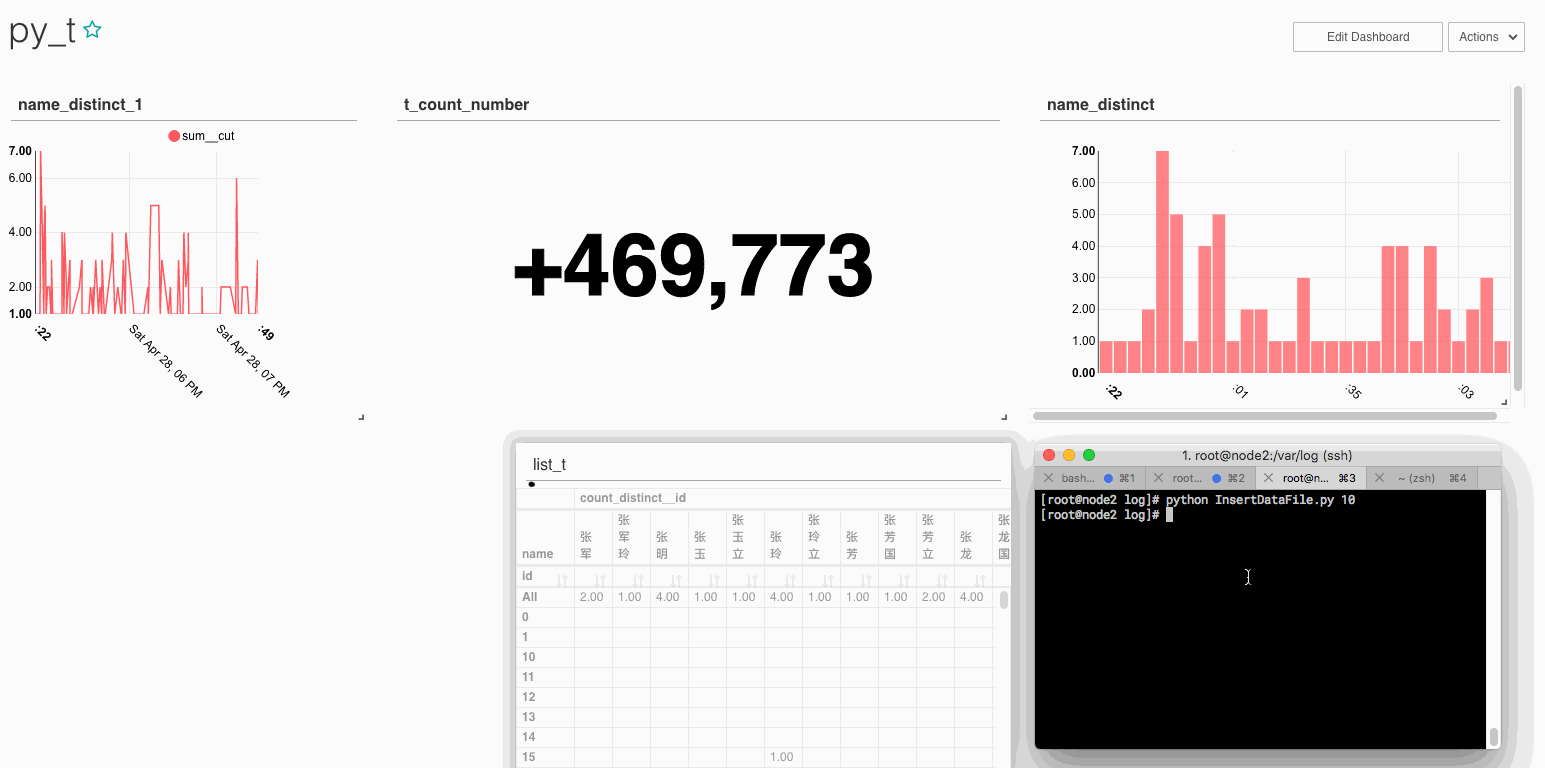 py_t
Edit Dashboard
Actions
name_distinct_1
sum__cut
7.00
6.00
4.00
2.00
1.00
:22
Sat Apr 28, 06 PM
Sat Apr 28, 07 PM
:49
t_count_number
+469,773
name_distinct
7.00
6.00
5.00
4.00
3.00
2.00
1.00
0.00
:22
:01
:35
:03
list_t
count_distinct__id
name 张军 张军玲 张明 张玉 张玉立 张玲 张玲立 张芳 张芳国 张芳立 张龙 张龙国
id
All 2.00 1.00 4.00 1.00 1.00 4.00 1.00 1.00 1.00 2.00 4.00
0
1
10
11
12
13
14
15 1.00
1. root@node2:/var/log (ssh)
bash... ⌘1 root... ⌘2 root@n... ⌘3 ~ (zsh) ⌘4
[root@node2 log]# python InsertDataFile.py 10
[root@node2 log]#